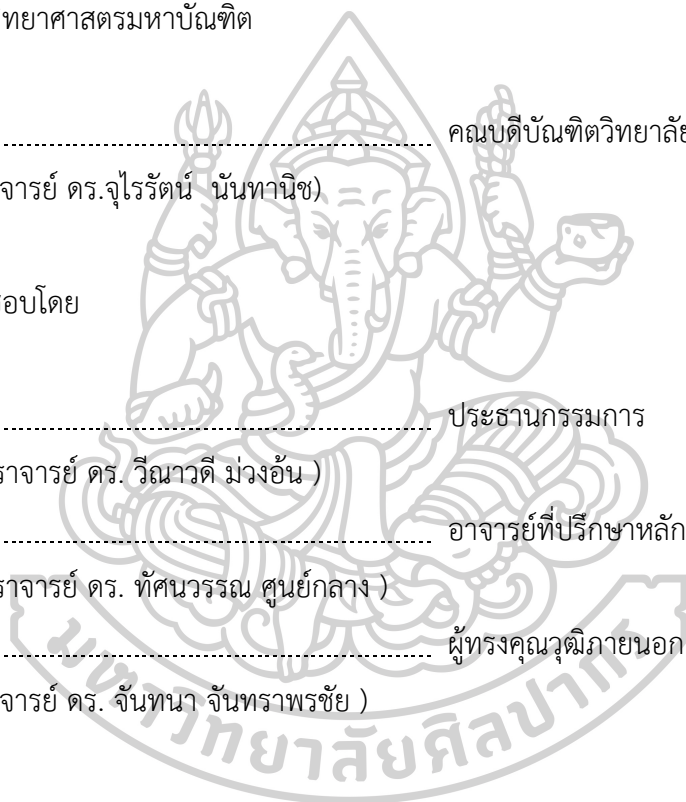 ทยาศาสตรมหาบัณฑิต
คณบดีบัณฑิตวิทยาลัย
จารย์ ดร.จุไรรัตน์ นันทานิช)
อบโดย
ประธานกรรมการ
ราจารย์ ดร. วีณาวดี ม่วงอ้น )
อาจารย์ที่ปรึกษาหลัก
ราจารย์ ดร. ทัศนวรรณ ศูนย์กลาง )
ผู้ทรงคุณวุฒิภายนอก
จารย์ ดร. จันทนา จันทราพรชัย )
มหาวิทยาลัยศิลปากร